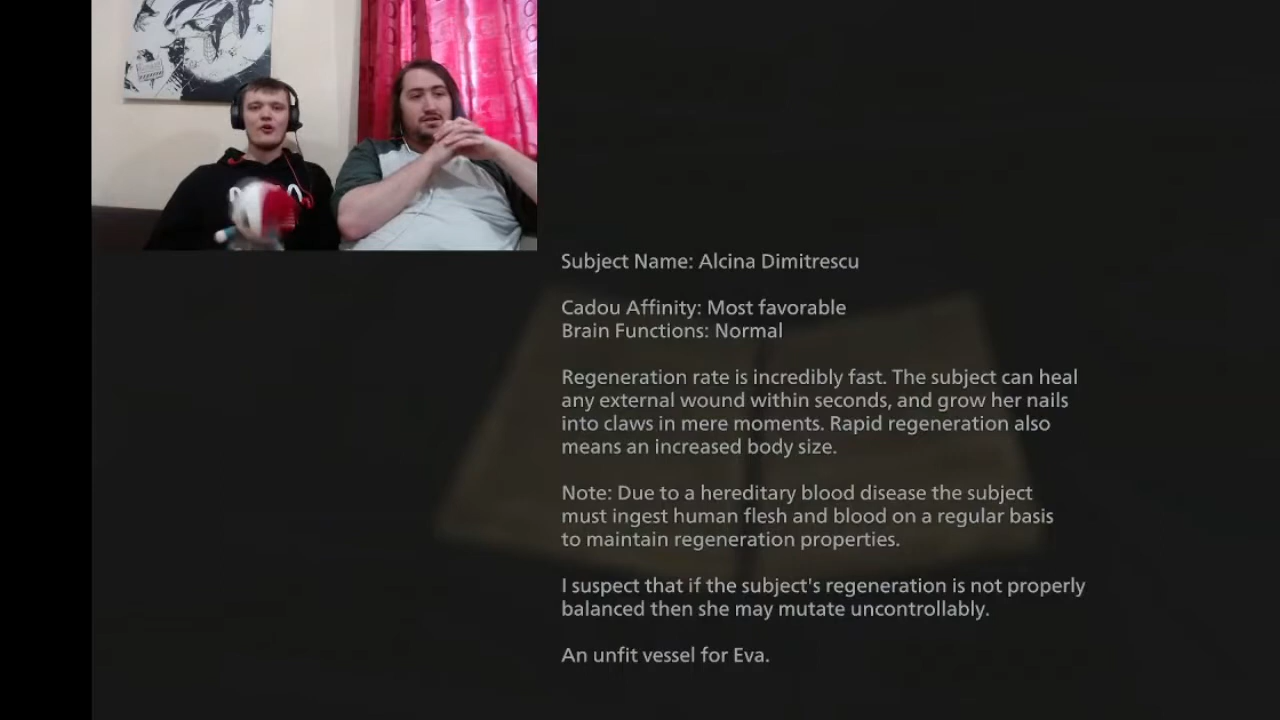 Subject Name: Alcina Dimitrescu
Cadou Affinity: Most favorable
Brain Functions: Normal
Regeneration rate is incredibly fast. The subject can heal
any external wound within seconds, and grow her nails
into claws in mere moments. Rapid regeneration also
means an increased body size.
Note: Due to a hereditary blood disease the subject
must ingest human flesh and blood on a regular basis
to maintain regeneration properties.
I suspect that if the subject's regeneration is not properly
balanced then she may mutate uncontrollably.
An unfit vessel for Eva.